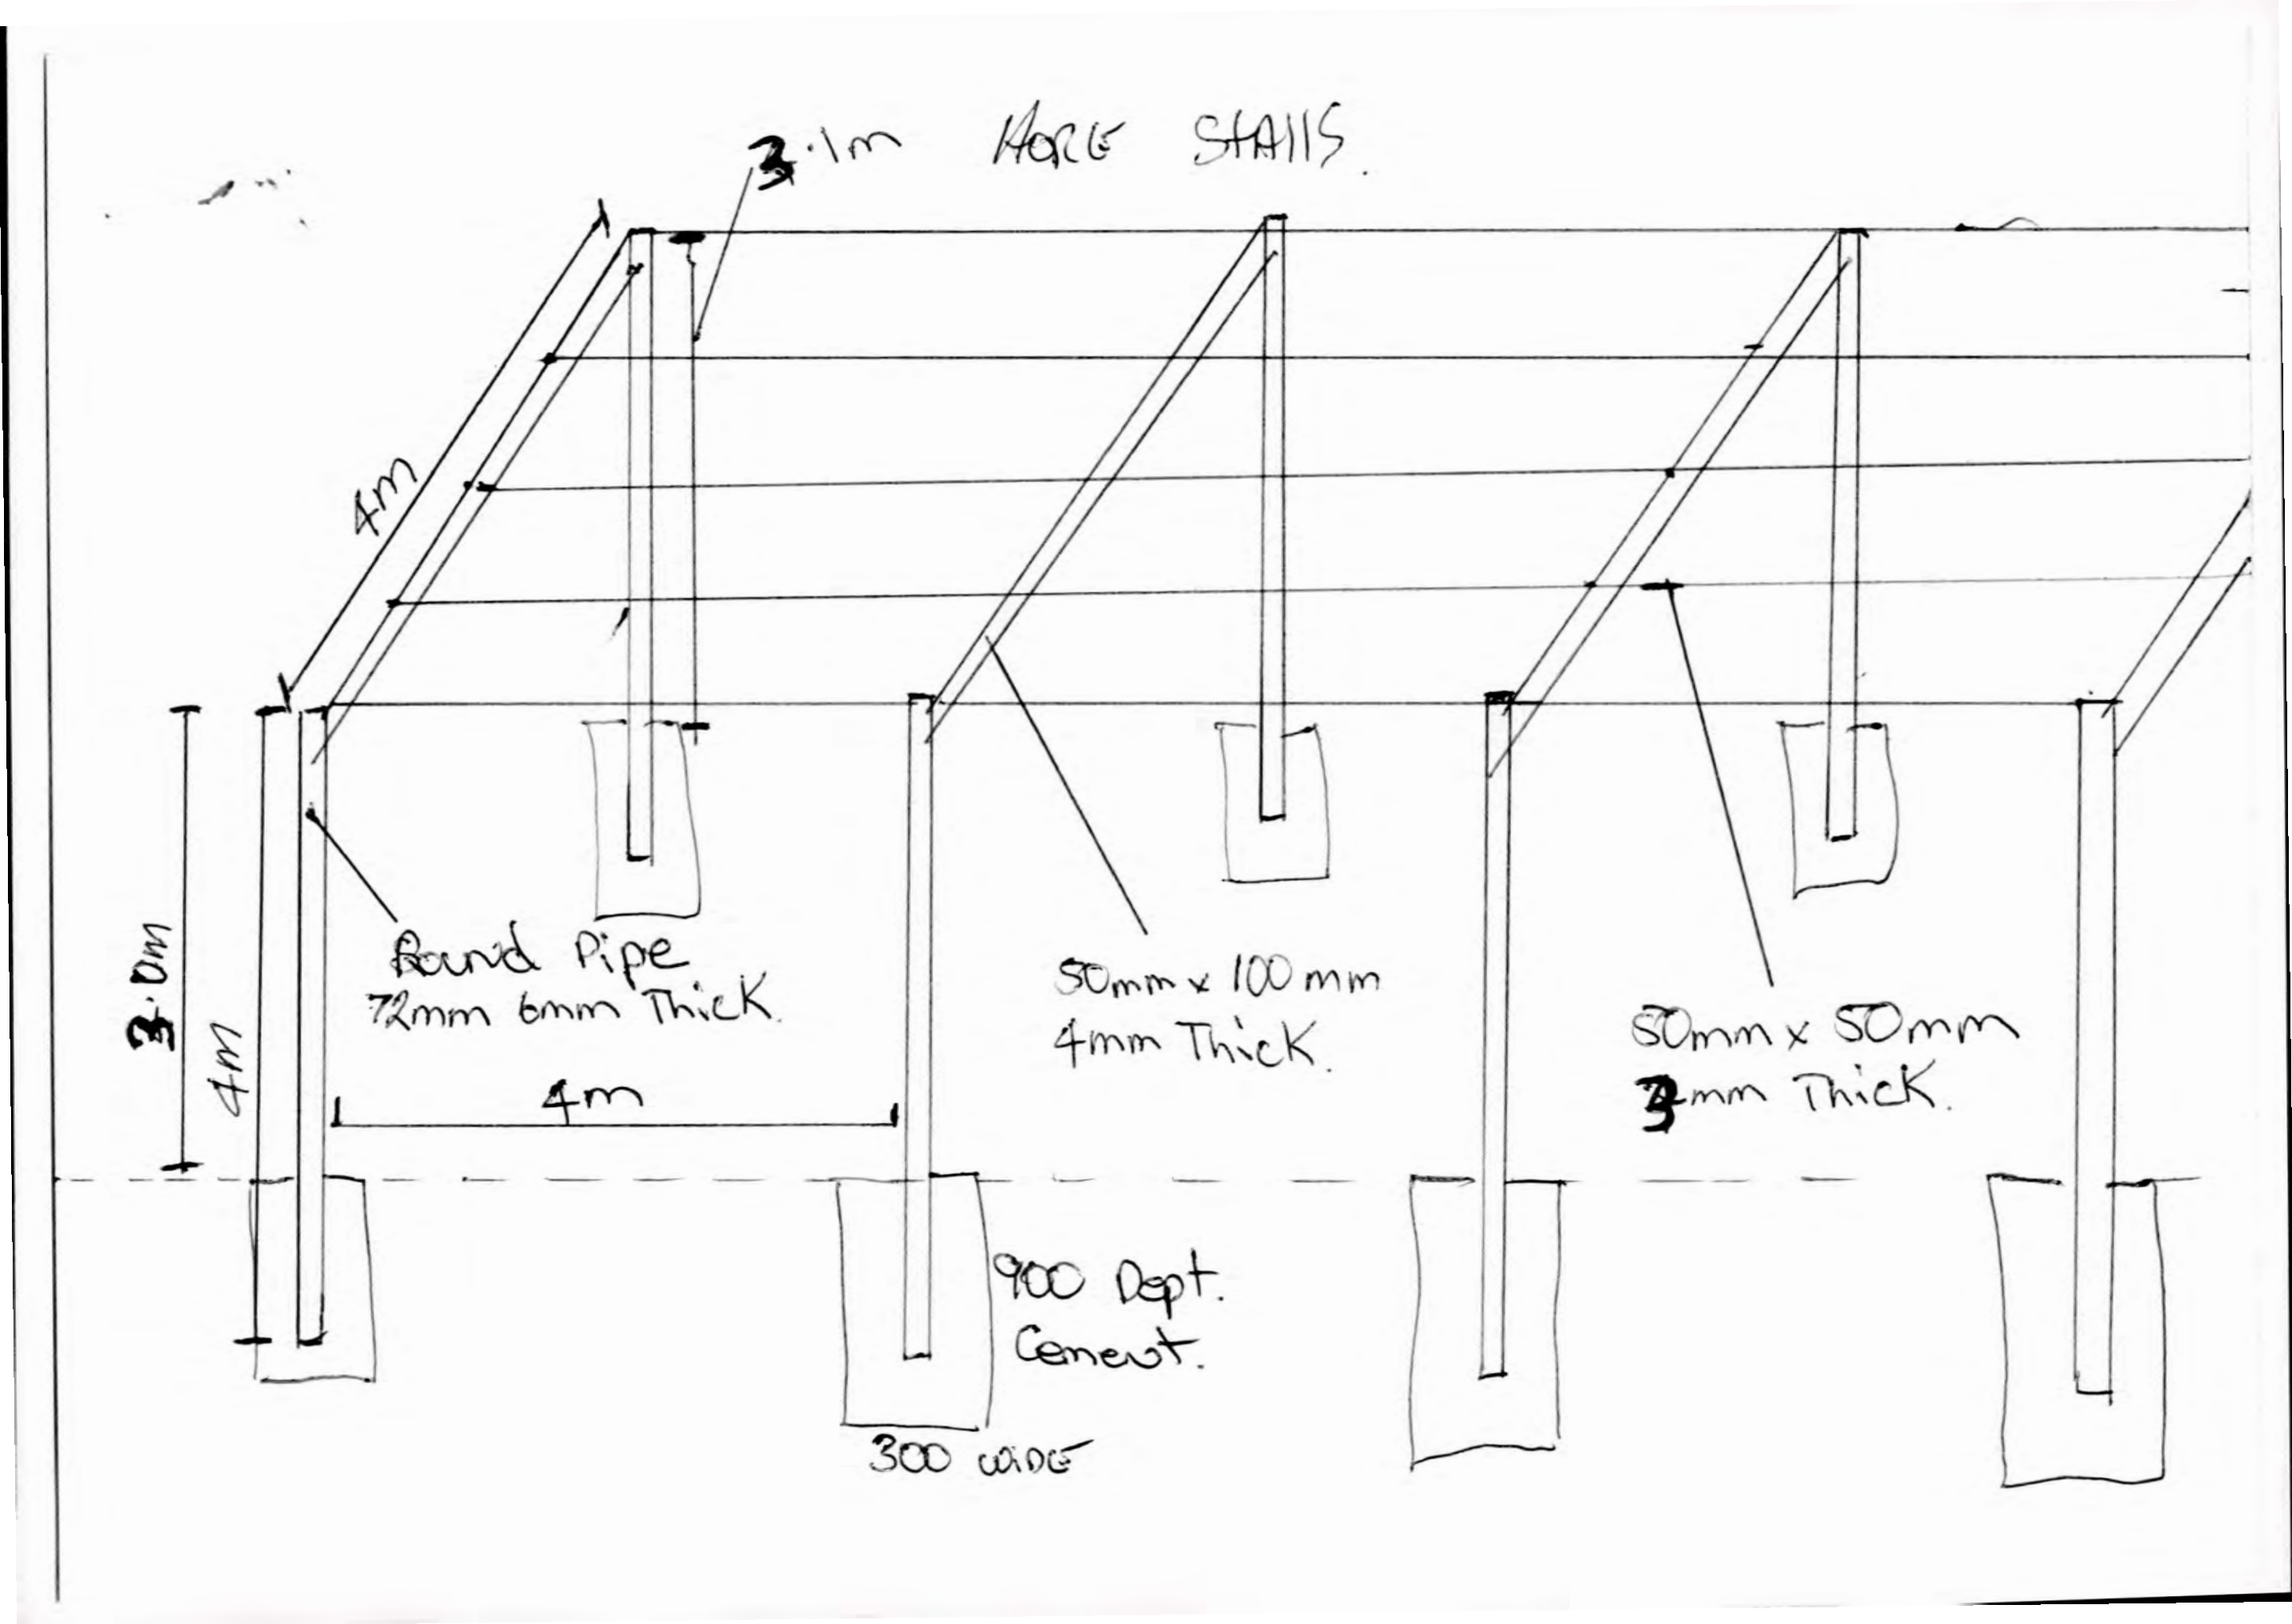 3.1m
HORE STAllS.
4m
3.0m
4m
Round Pipe
72mm 6mm Thick.
4m
50mm x 100mm
4mm Thick.
50mm x 50mm
3mm Thick.
900 Dept.
Cement.
300 WIDE